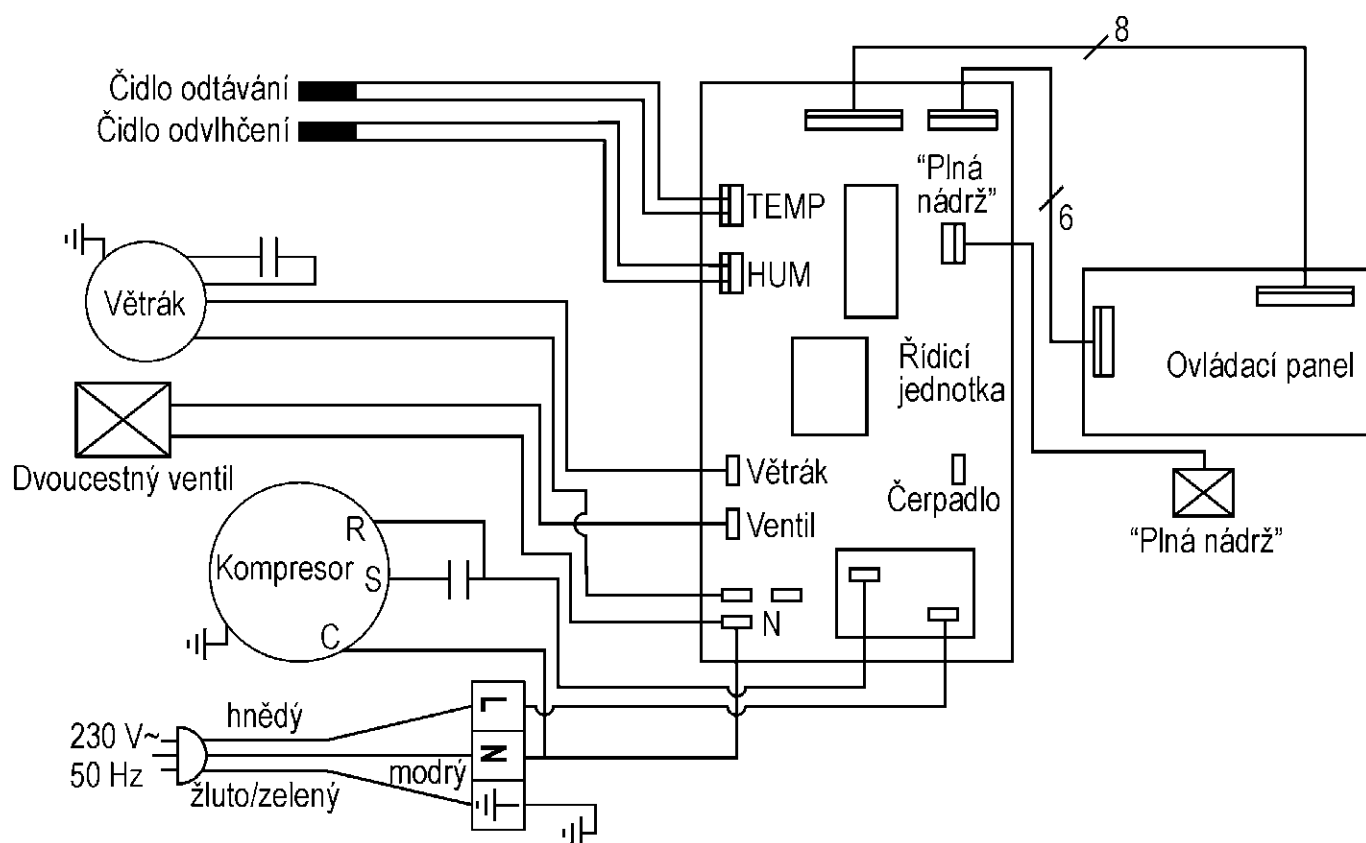 8
Čidlo odtávání
Čidlo odvlhčení
“Plná
nádrž”
TEMP
6
HUM
Větrák
Řídicí
jednotka
Ovládací panel
Dvoucestný ventil
Větrák
Čerpadlo
Ventil
“Plná nádrž”
R
Kompresor
S
C
N
hnědý
L
230 V~
N
50 Hz
modrý
žluto/zelený